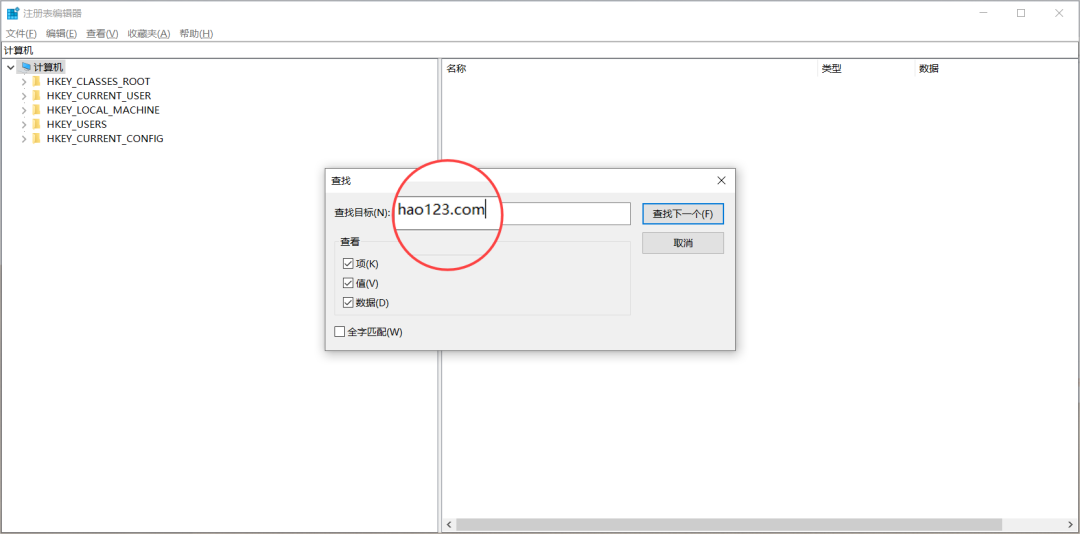 注册表编辑器
文件(F) 编辑(E) 查看(V) 收藏夹(A) 帮助(H)
计算机
计算机
HKEY_CLASSES_ROOT
HKEY_CURRENT_USER
HKEY_LOCAL_MACHINE
HKEY_USERS
HKEY_CURRENT_CONFIG
名称 类型 数据
查找
查找目标(N): hao123.com 查找下一个(F)
取消
查看
项(K)
值(V)
数据(D)
全字匹配(W)